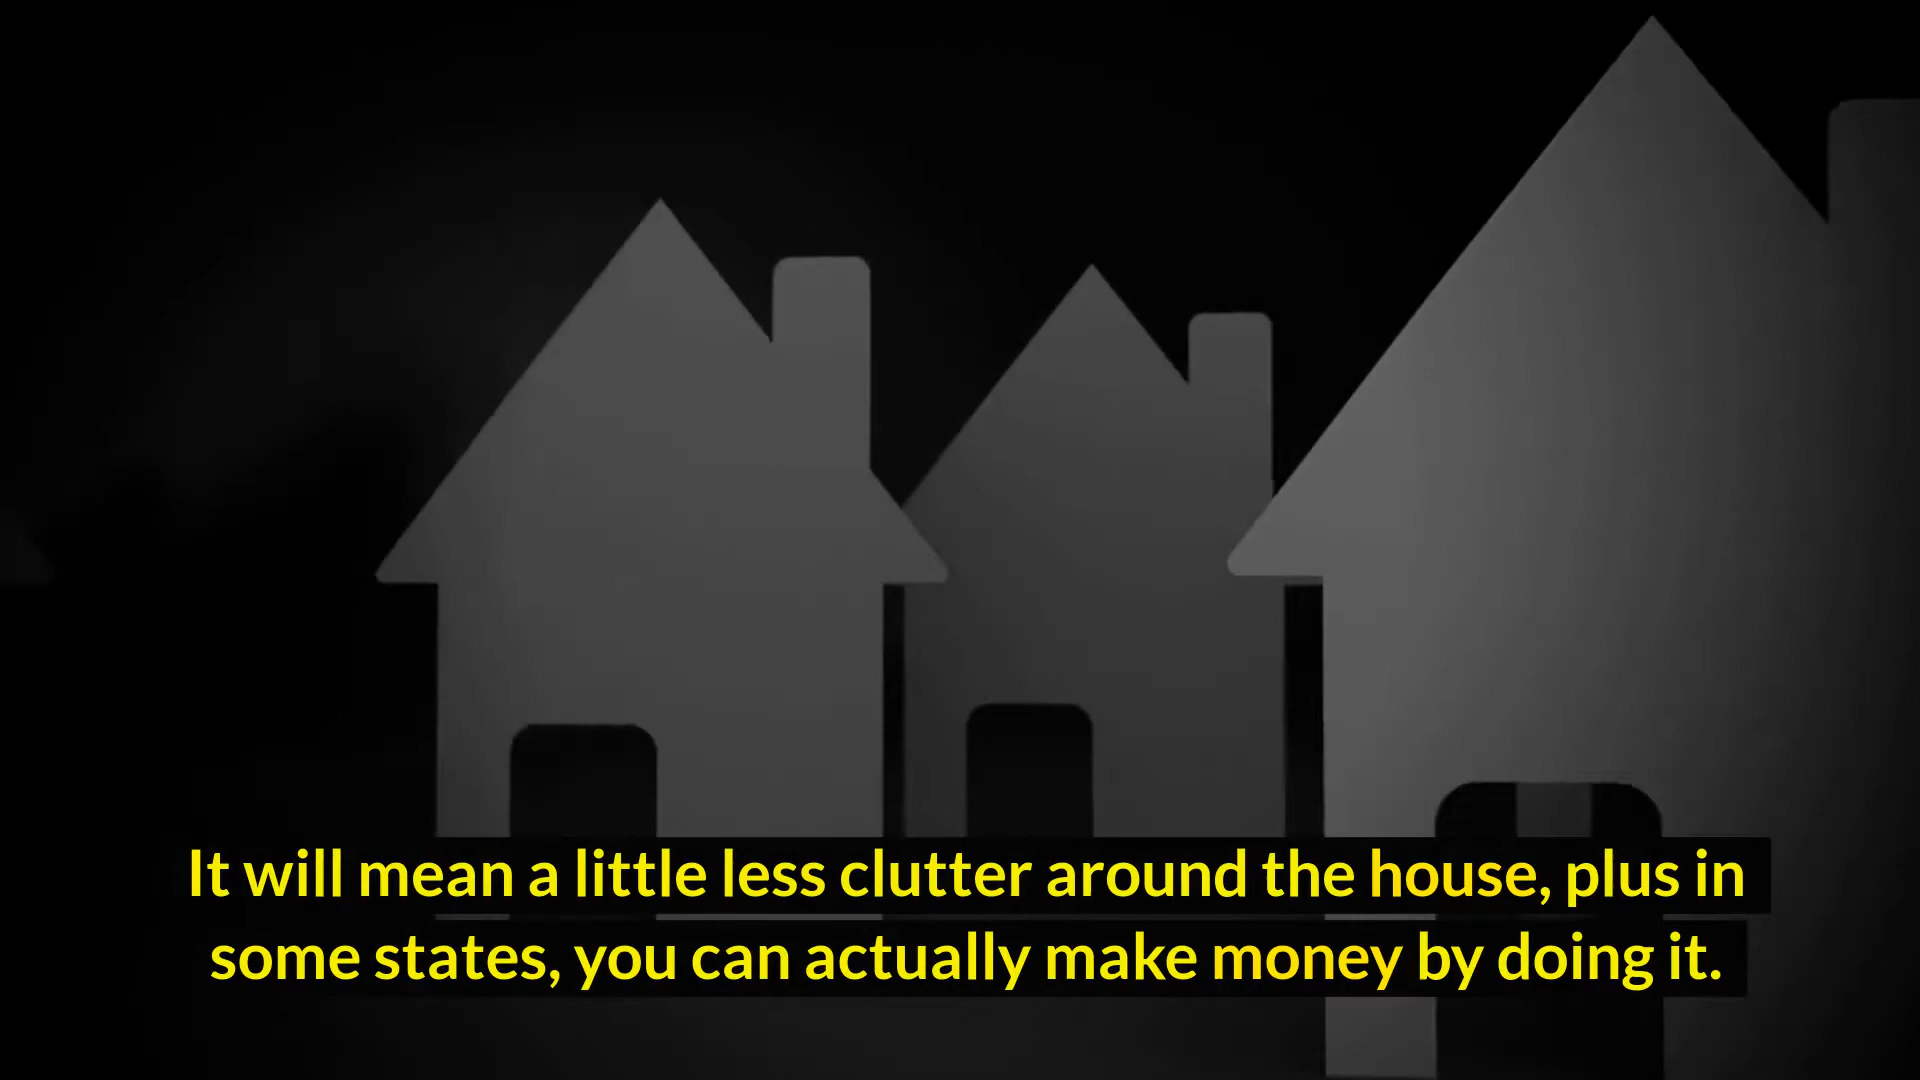 It will mean a little less clutter around the house, plus in
some states, you can actually make money by doing it.